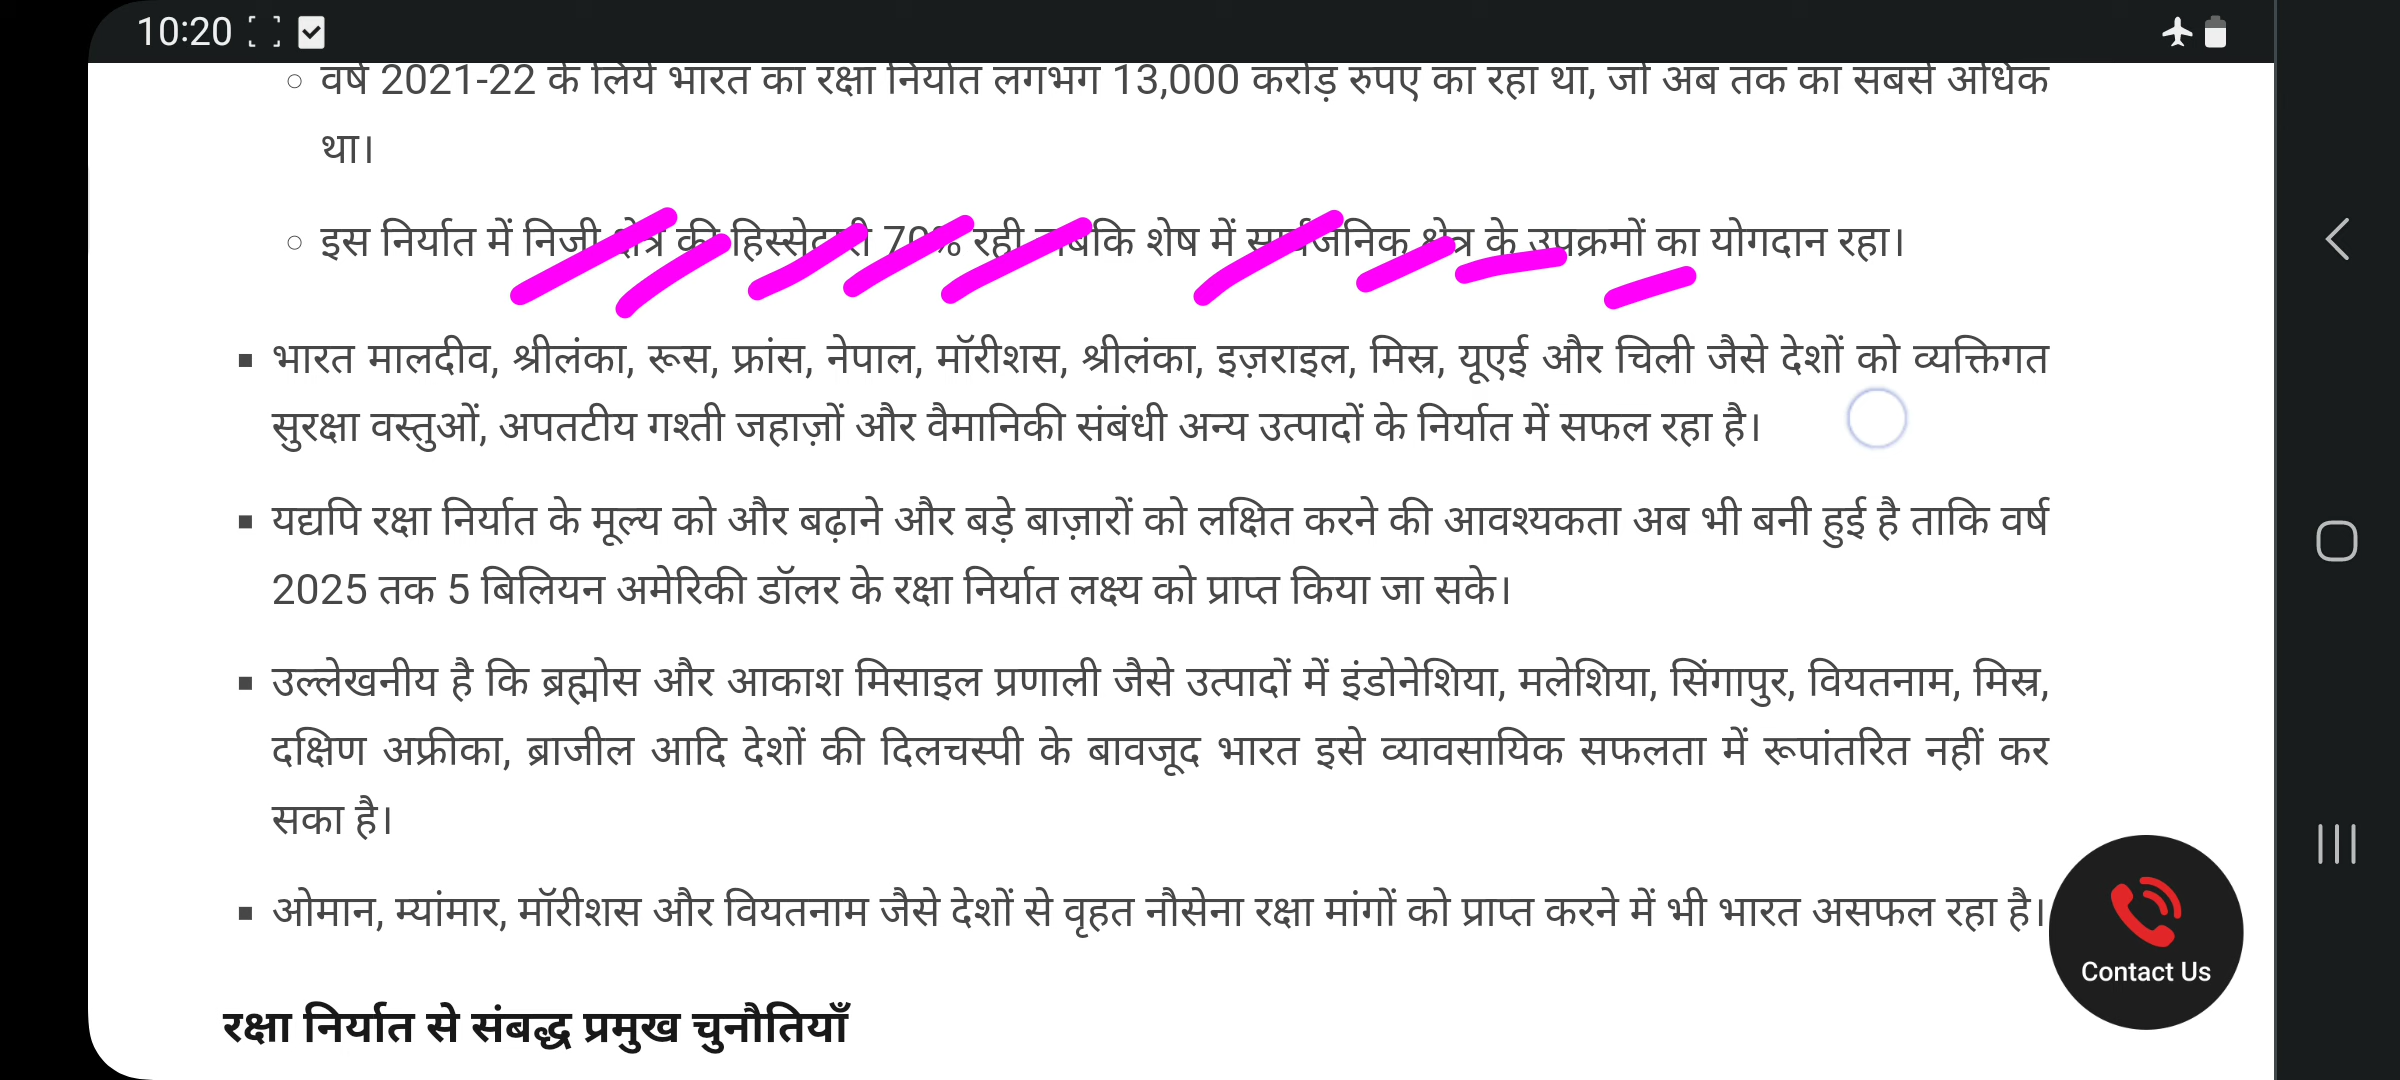 10:20
वर्ष 2021-22 के लिये भारत का रक्षा निर्यात लगभग 13,000 करोड़ रुपए का रहा था, जो अब तक का सबसे अधिक
था।
इस निर्यात में निजी क्षेत्र की हिस्सेदारी 70% रही जबकि शेष में सार्वजनिक क्षेत्र के उपक्रमों का योगदान रहा।
भारत मालदीव, श्रीलंका, रूस, फ्रांस, नेपाल, मॉरीशस, श्रीलंका, इज़राइल, मिस्र, यूएई और चिली जैसे देशों को व्यक्तिगत
सुरक्षा वस्तुओं, अपतटीय गश्ती जहाज़ों और वैमानिकी संबंधी अन्य उत्पादों के निर्यात में सफल रहा है।
यद्यपि रक्षा निर्यात के मूल्य को और बढ़ाने और बड़े बाज़ारों को लक्षित करने की आवश्यकता अब भी बनी हुई है ताकि वर्ष
2025 तक 5 बिलियन अमेरिकी डॉलर के रक्षा निर्यात लक्ष्य को प्राप्त किया जा सके।
उल्लेखनीय है कि ब्रह्मोस और आकाश मिसाइल प्रणाली जैसे उत्पादों में इंडोनेशिया, मलेशिया, सिंगापुर, वियतनाम, मिस्र,
दक्षिण अफ्रीका, ब्राजील आदि देशों की दिलचस्पी के बावजूद भारत इसे व्यावसायिक सफलता में रूपांतरित नहीं कर
सका है।
ओमान, म्यांमार, मॉरीशस और वियतनाम जैसे देशों से वृहत नौसेना रक्षा मांगों को प्राप्त करने में भी भारत असफल रहा है।
Contact Us
रक्षा निर्यात से संबद्ध प्रमुख चुनौतियाँ